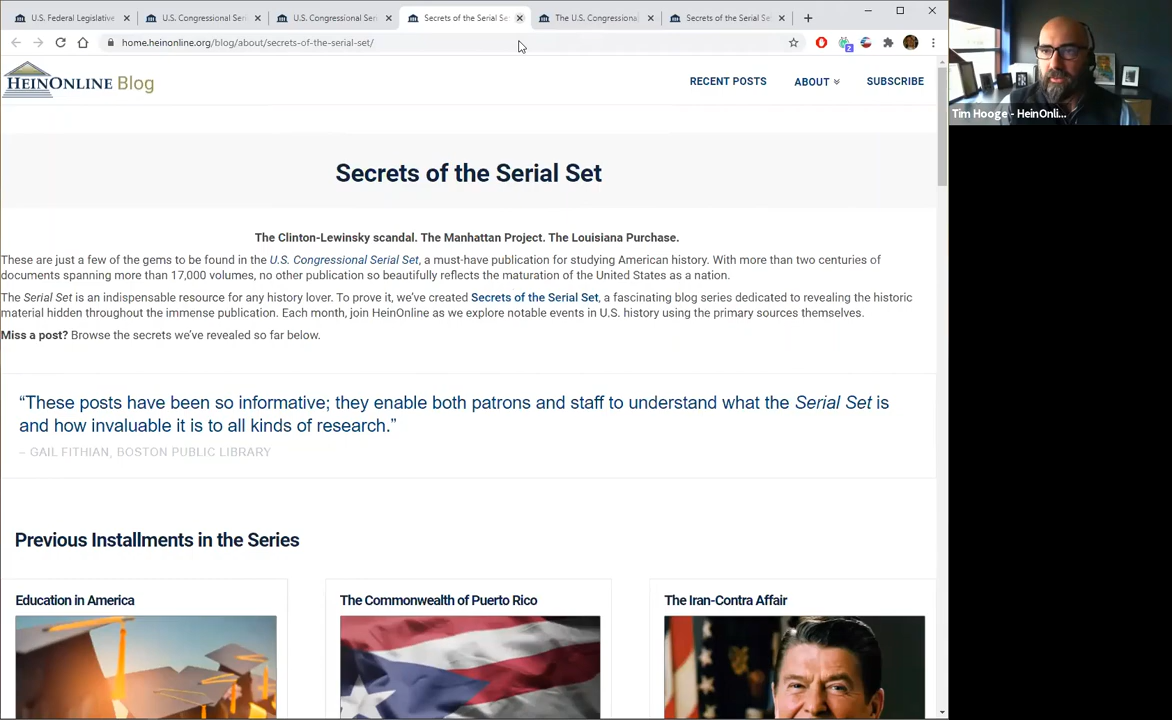 U.S. Federal Legislative
U.S. Congressional Seri
U.S. Congressional Seri
Secrets of the Serial Se
The U.S. Congressional
Secrets of the Serial Se
home.heinonline.org/blog/about/secrets-of-the-serial-set/
2
HEINONLINE Blog
RECENT POSTS
ABOUT
SUBSCRIBE
Tim Hooge - HeinOnli...
Secrets of the Serial Set
The Clinton-Lewinsky scandal. The Manhattan Project. The Louisiana Purchase.
These are just a few of the gems to be found in the U.S. Congressional Serial Set, a must-have publication for studying American history. With more than two centuries of
documents spanning more than 17,000 volumes, no other publication so beautifully reflects the maturation of the United States as a nation.
The Serial Set is an indispensable resource for any history lover. To prove it, we've created Secrets of the Serial Set, a fascinating blog series dedicated to revealing the historic
material hidden throughout the immense publication. Each month, join HeinOnline as we explore notable events in U.S. history using the primary sources themselves.
Miss a post? Browse the secrets we've revealed so far below.
“These posts have been so informative; they enable both patrons and staff to understand what the Serial Set is
and how invaluable it is to all kinds of research.”
– GAIL FITHIAN, BOSTON PUBLIC LIBRARY
Previous Installments in the Series
Education in America
The Commonwealth of Puerto Rico
The Iran-Contra Affair